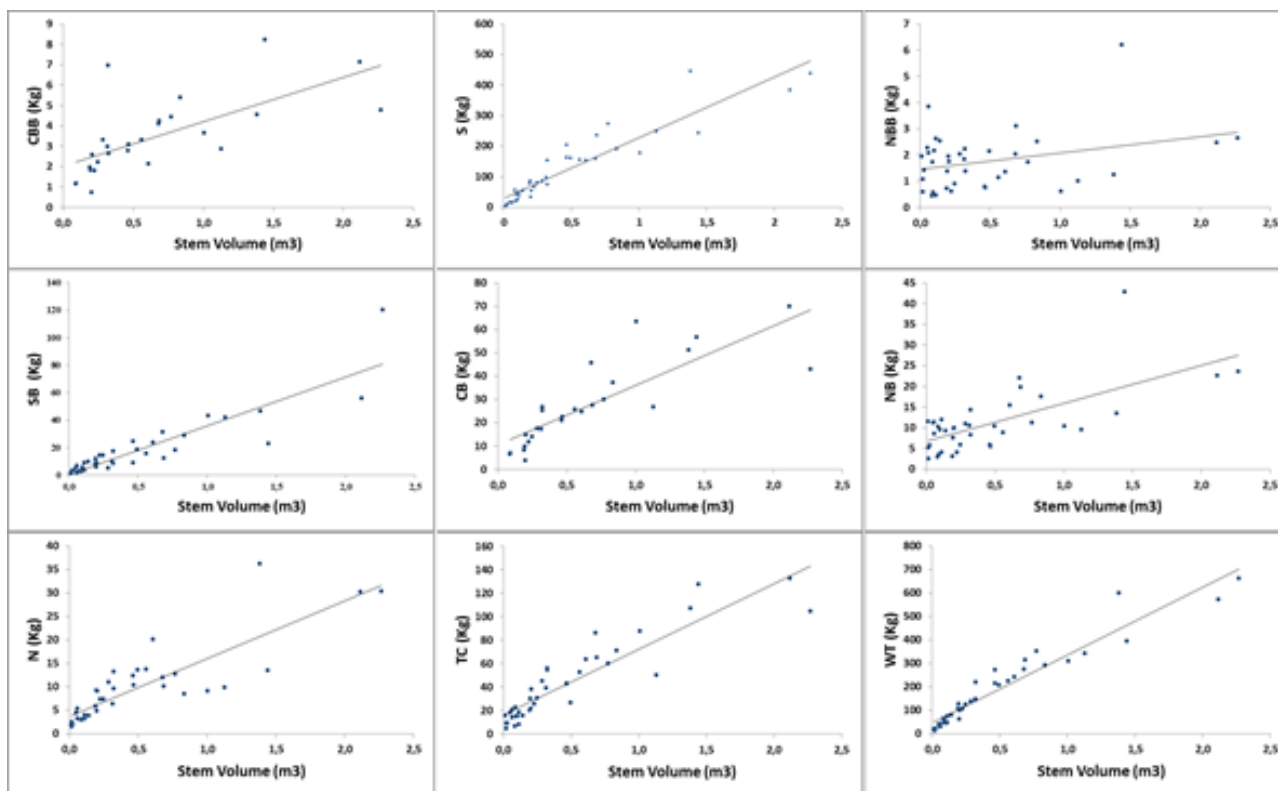 CBB (Kg)
9
8
7
6
5
4
3
2
1
0
0,0 0,5 1,0 1,5 2,0 2,5
Stem Volume (m3)
S (Kg)
600
500
400
300
200
100
0
0,0 0,5 1,0 1,5 2,0 2,5
Stem Volume (m3)
NBB (Kg)
7
6
5
4
3
2
1
0
0,0 0,5 1,0 1,5 2,0 2,5
Stem Volume (m3)
SB (Kg)
140
120
100
80
60
40
20
0
0,0 0,5 1,0 1,5 2,0 2,5
Stem Volume (m3)
CB (Kg)
80
70
60
50
40
30
20
10
0
0,0 0,5 1,0 1,5 2,0 2,5
Stem Volume (m3)
NB (Kg)
45
40
35
30
25
20
15
10
5
0
0,0 0,5 1,0 1,5 2,0 2,5
Stem Volume (m3)
N (Kg)
40
35
30
25
20
15
10
5
0
0,0 0,5 1,0 1,5 2,0 2,5
Stem Volume (m3)
TC (Kg)
160
140
120
100
80
60
40
20
0
0,0 0,5 1,0 1,5 2,0 2,5
Stem Volume (m3)
WT (Kg)
800
700
600
500
400
300
200
100
0
0,0 0,5 1,0 1,5 2,0 2,5
Stem Volume (m3)